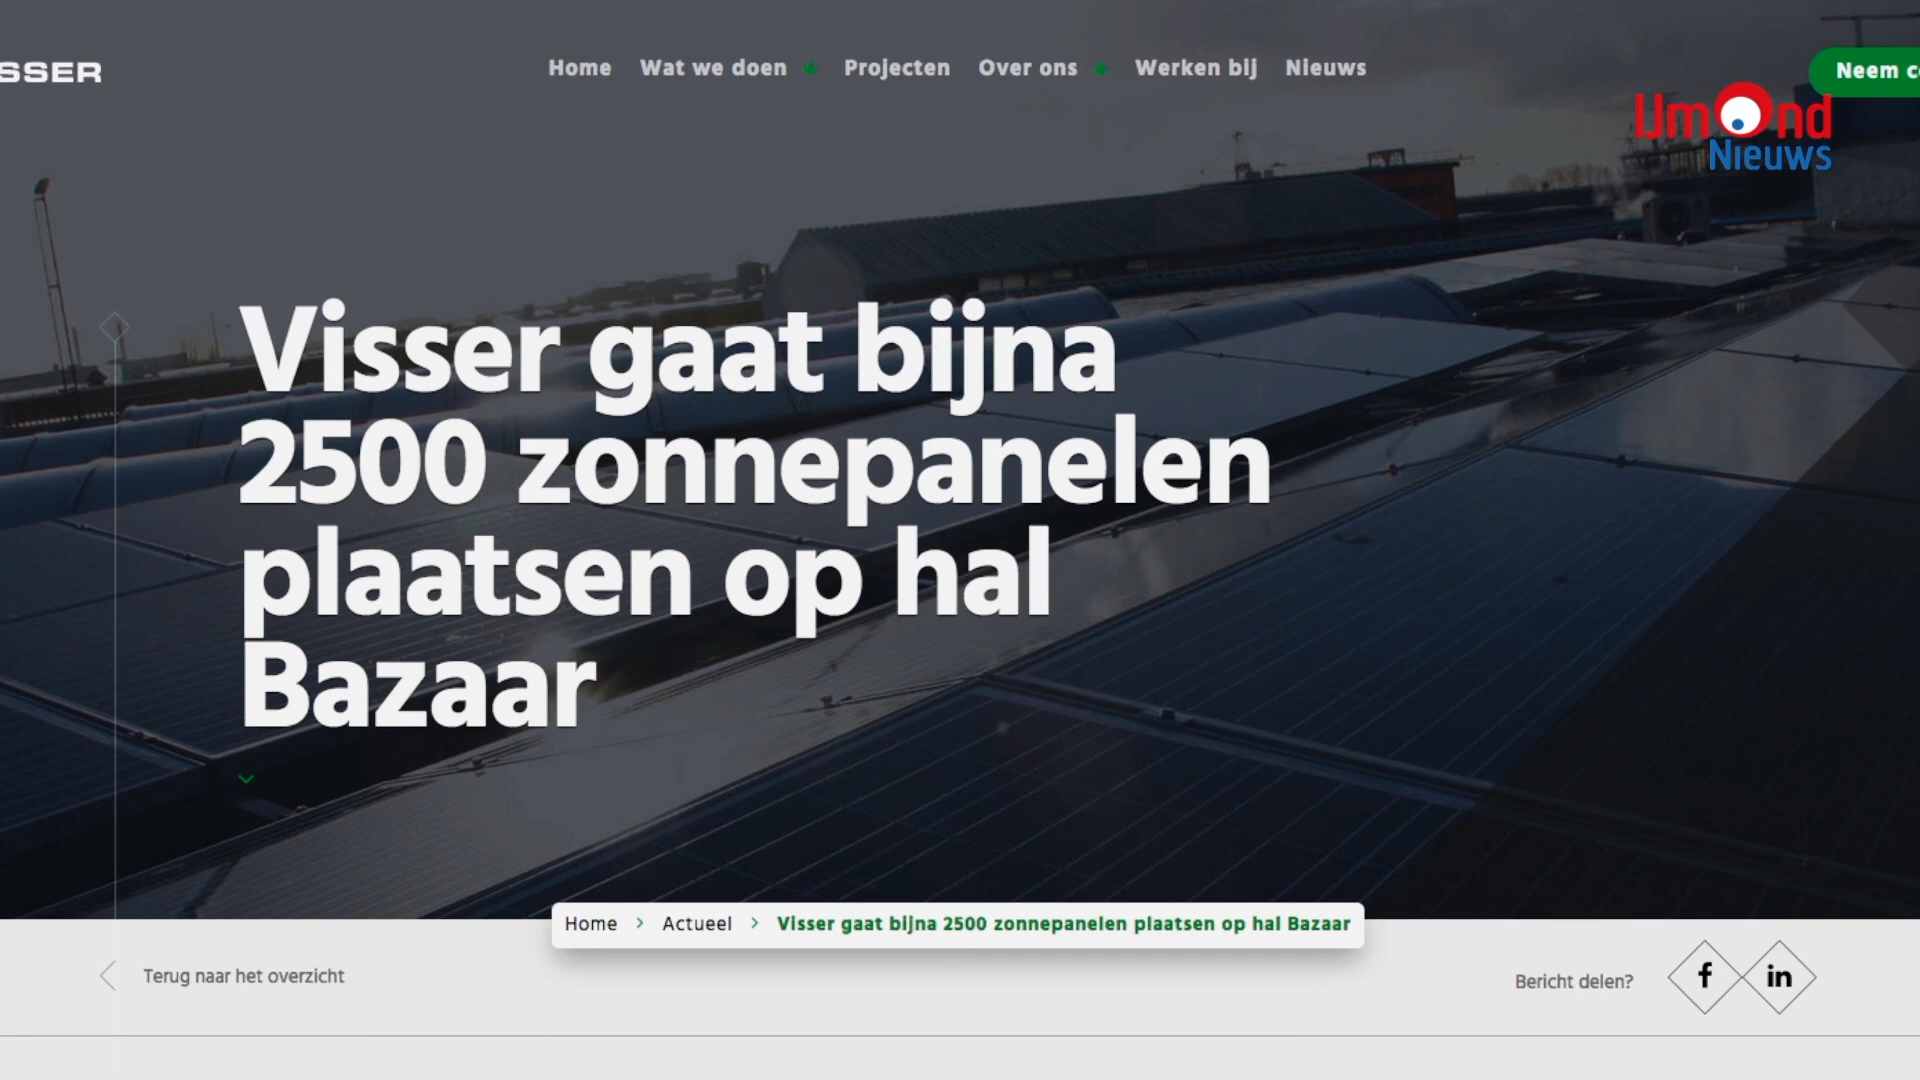 SSER
Home Wat we doen Projecten Over ons Werken bij Nieuws
Neem
IJmOnd
Nieuws
Visser gaat bijna
2500 zonnepanelen
plaatsen op hal
Bazaar
Home > Actueel > Visser gaat bijna 2500 zonnepanelen plaatsen op hal Bazaar
Terug naar het overzicht
Bericht delen?
f in